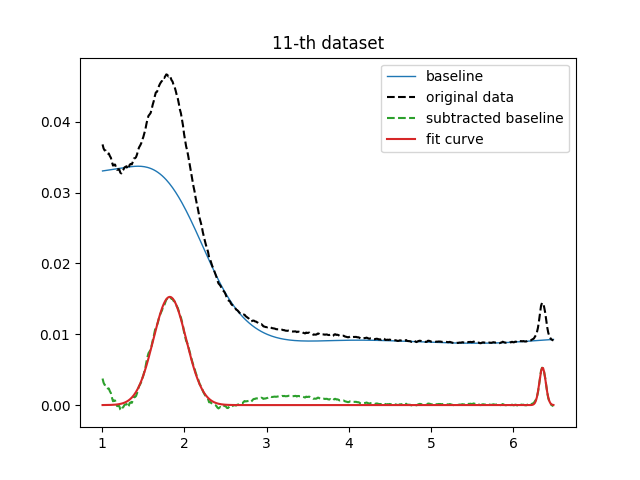 11-th dataset
baseline
original data
subtracted baseline
fit curve
0.04
0.03
0.02
0.01
0.00
1 2 3 4 5 6